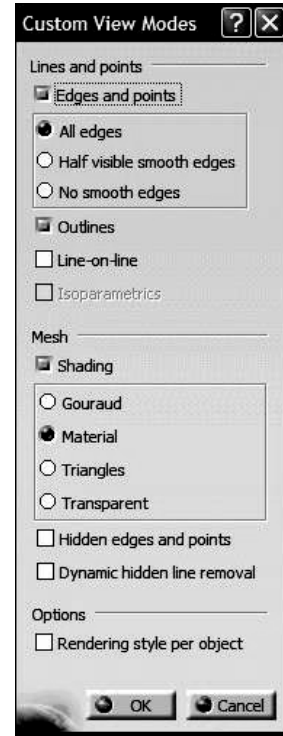 Custom View Modes ? X
Lines and points
Edges and points
All edges
Half visible smooth edges
No smooth edges
Outlines
Line-on-line
Isoparametrics
Mesh
Shading
Gouraud
Material
Triangles
Transparent
Hidden edges and points
Dynamic hidden line removal
Options
Rendering style per object
OK Cancel